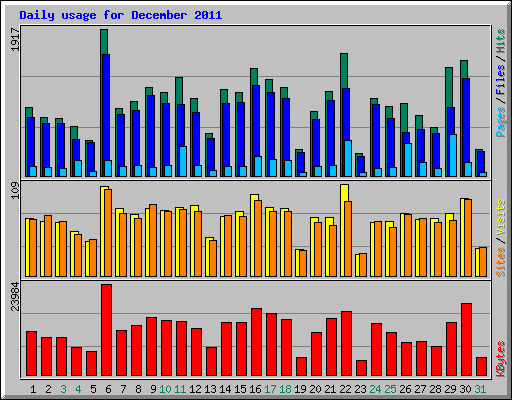 Daily usage for December 2011
1917
Pages / Files / Hits
109
Sites / Visits
23984
KBytes
1 2 3 4 5 6 7 8 9 10 11 12 13 14 15 16 17 18 19 20 21 22 23 24 25 26 27 28 29 30 31